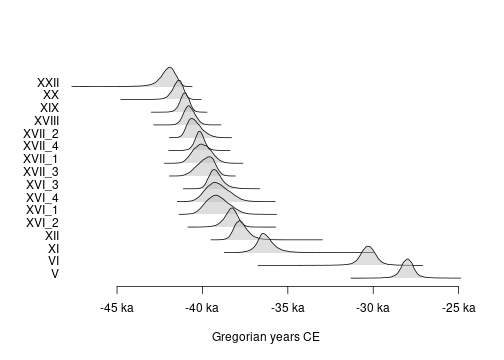 XXII
XX
XIX
XVIII
XVII_2
XVII_4
XVII_1
XVII_3
XVI_3
XVI_4
XVI_1
XVI_2
XII
XI
VI
V
-45 ka -40 ka -35 ka -30 ka -25 ka
Gregorian years CE